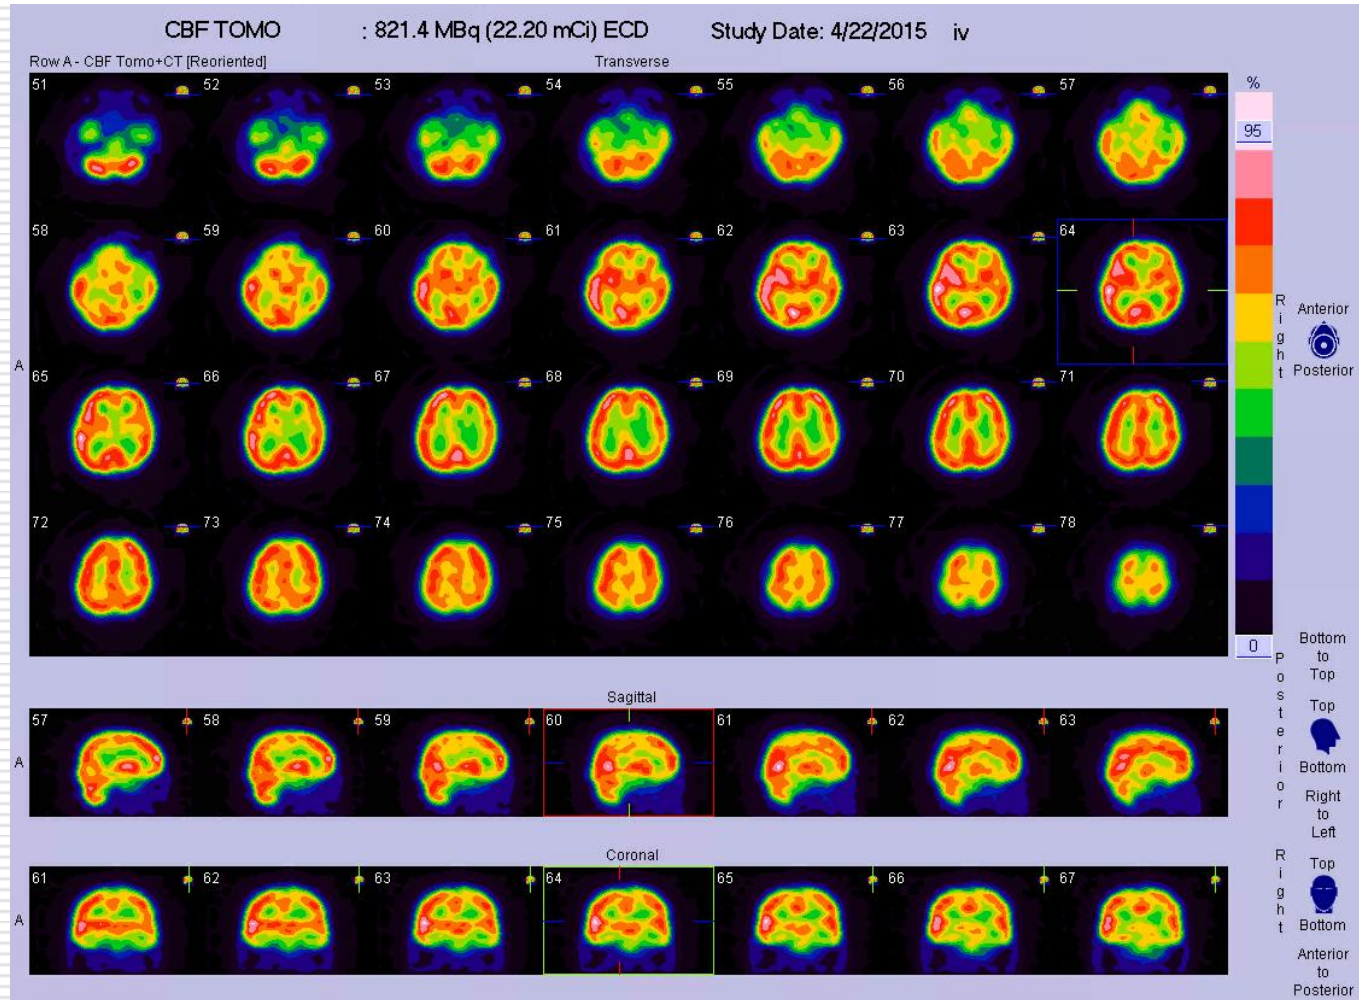 CBF TOMO : 821.4 MBq (22.20 mCi) ECD Study Date: 4/22/2015 iv
Row A - CBF Tomo+CT [Reoriented] Transverse
51 52 53 54 55 56 57
%
95
58 59 60 61 62 63 64
Right
Anterior
Posterior
A
65 66 67 68 69 70 71
72 73 74 75 76 77 78
0
Sagittal
57 58 59 60 61 62 63
A
Posterior
Bottom
to
Top
Top
Bottom
Right
to
Left
Coronal
61 62 63 64 65 66 67
A
Right
Top
Bottom
Anterior
to
Posterior